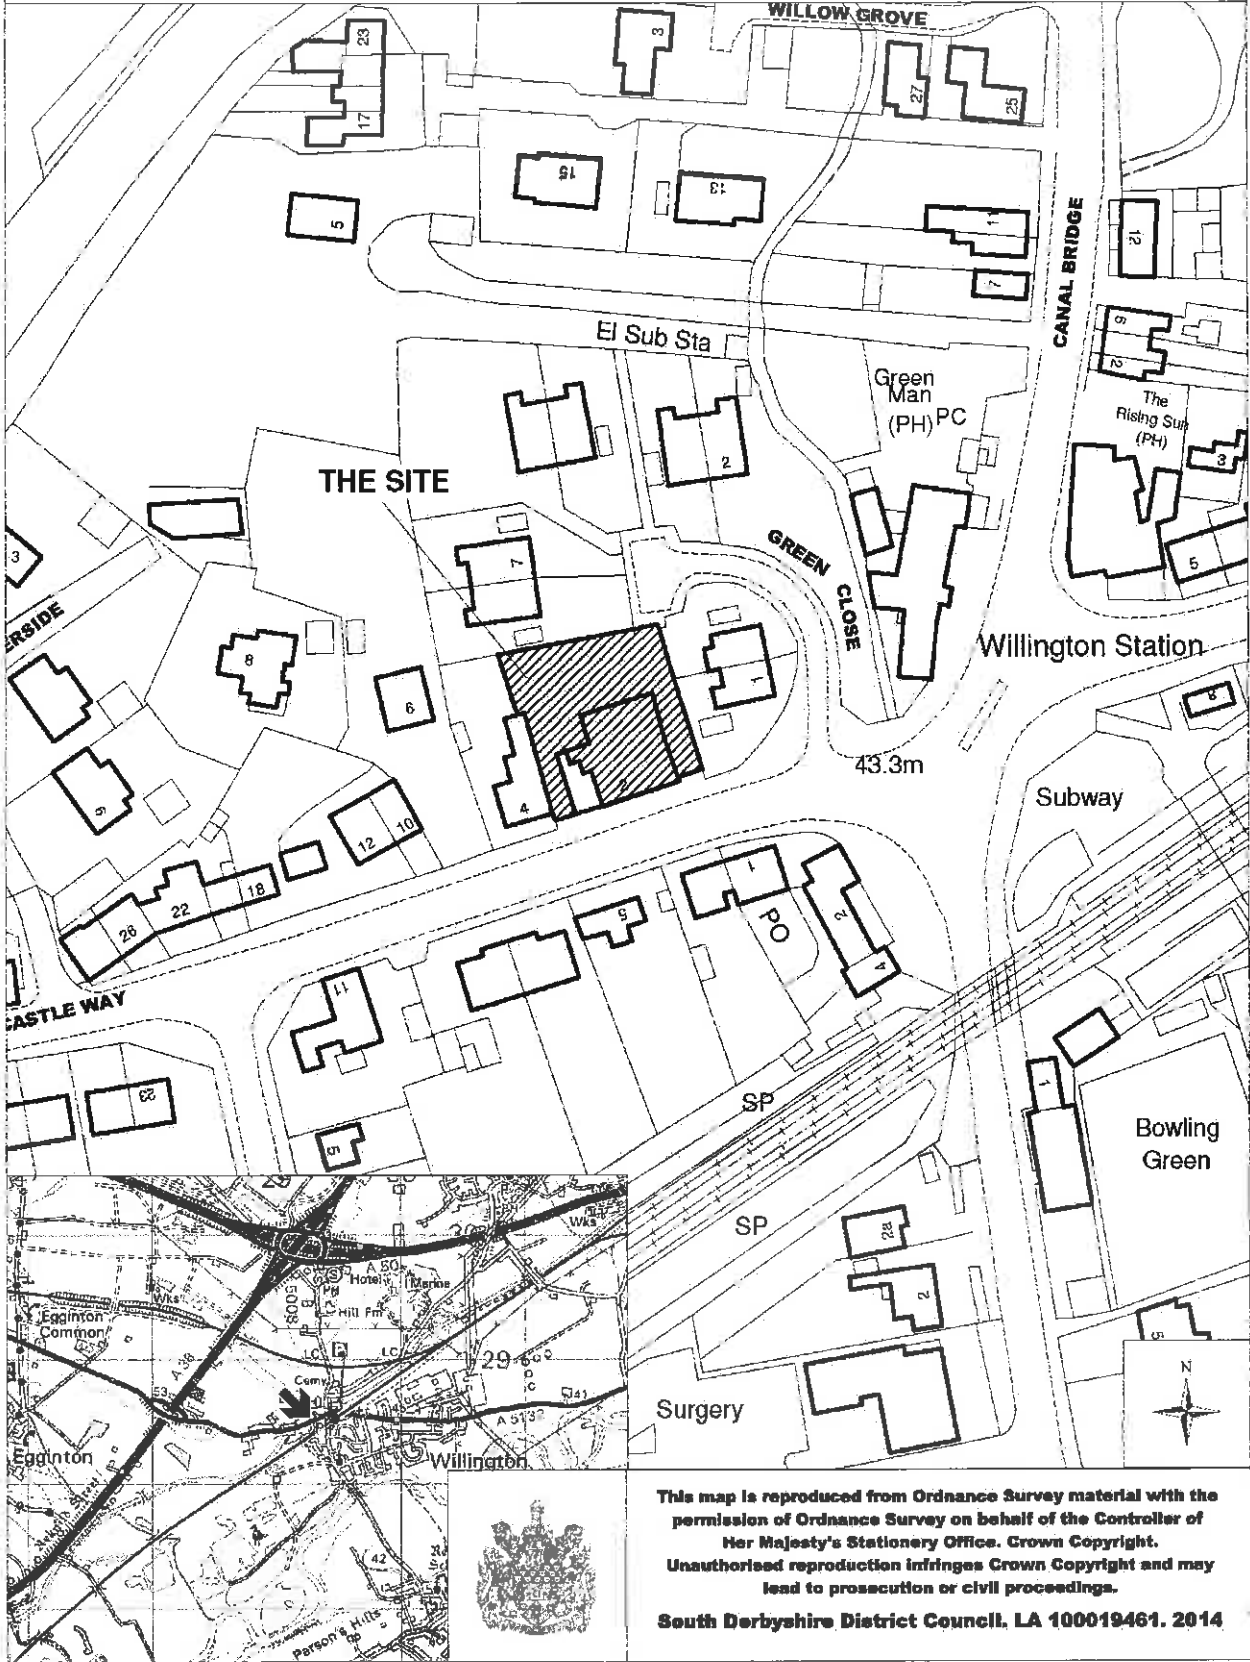 WILLOW GROVE
23
3
27
25
17
15
13
5
11
12
7
CANAL BRIDGE
6
2
El Sub Sta
Green
Man
(PH)
PC
The
Rising Sun
(PH)
3
2
THE SITE
7
GREEN
CLOSE
5
3
ERSIDE
8
6
1
Willington Station
43.3m
Subway
9
4
2
12
10
18
22
26
1
PO
2
4
5
11
CASTLE WAY
23
5
SP
SP
1
Bowling
Green
2a
2
5
Surgery
N
A 50
Hotel
Marina
Wks
Wks
Hill Fm
Egginton
Common
LC
LC
P
29
A 38
53
Cemy
41
A 5132
Egginton
Willington
42
Parson's Hills
This map is reproduced from Ordnance Survey material with the
permission of Ordnance Survey on behalf of the Controller of
Her Majesty's Stationery Office. Crown Copyright.
Unauthorised reproduction infringes Crown Copyright and may
lead to prosecution or civil proceedings.
South Derbyshire District Council. LA 100019461. 2014